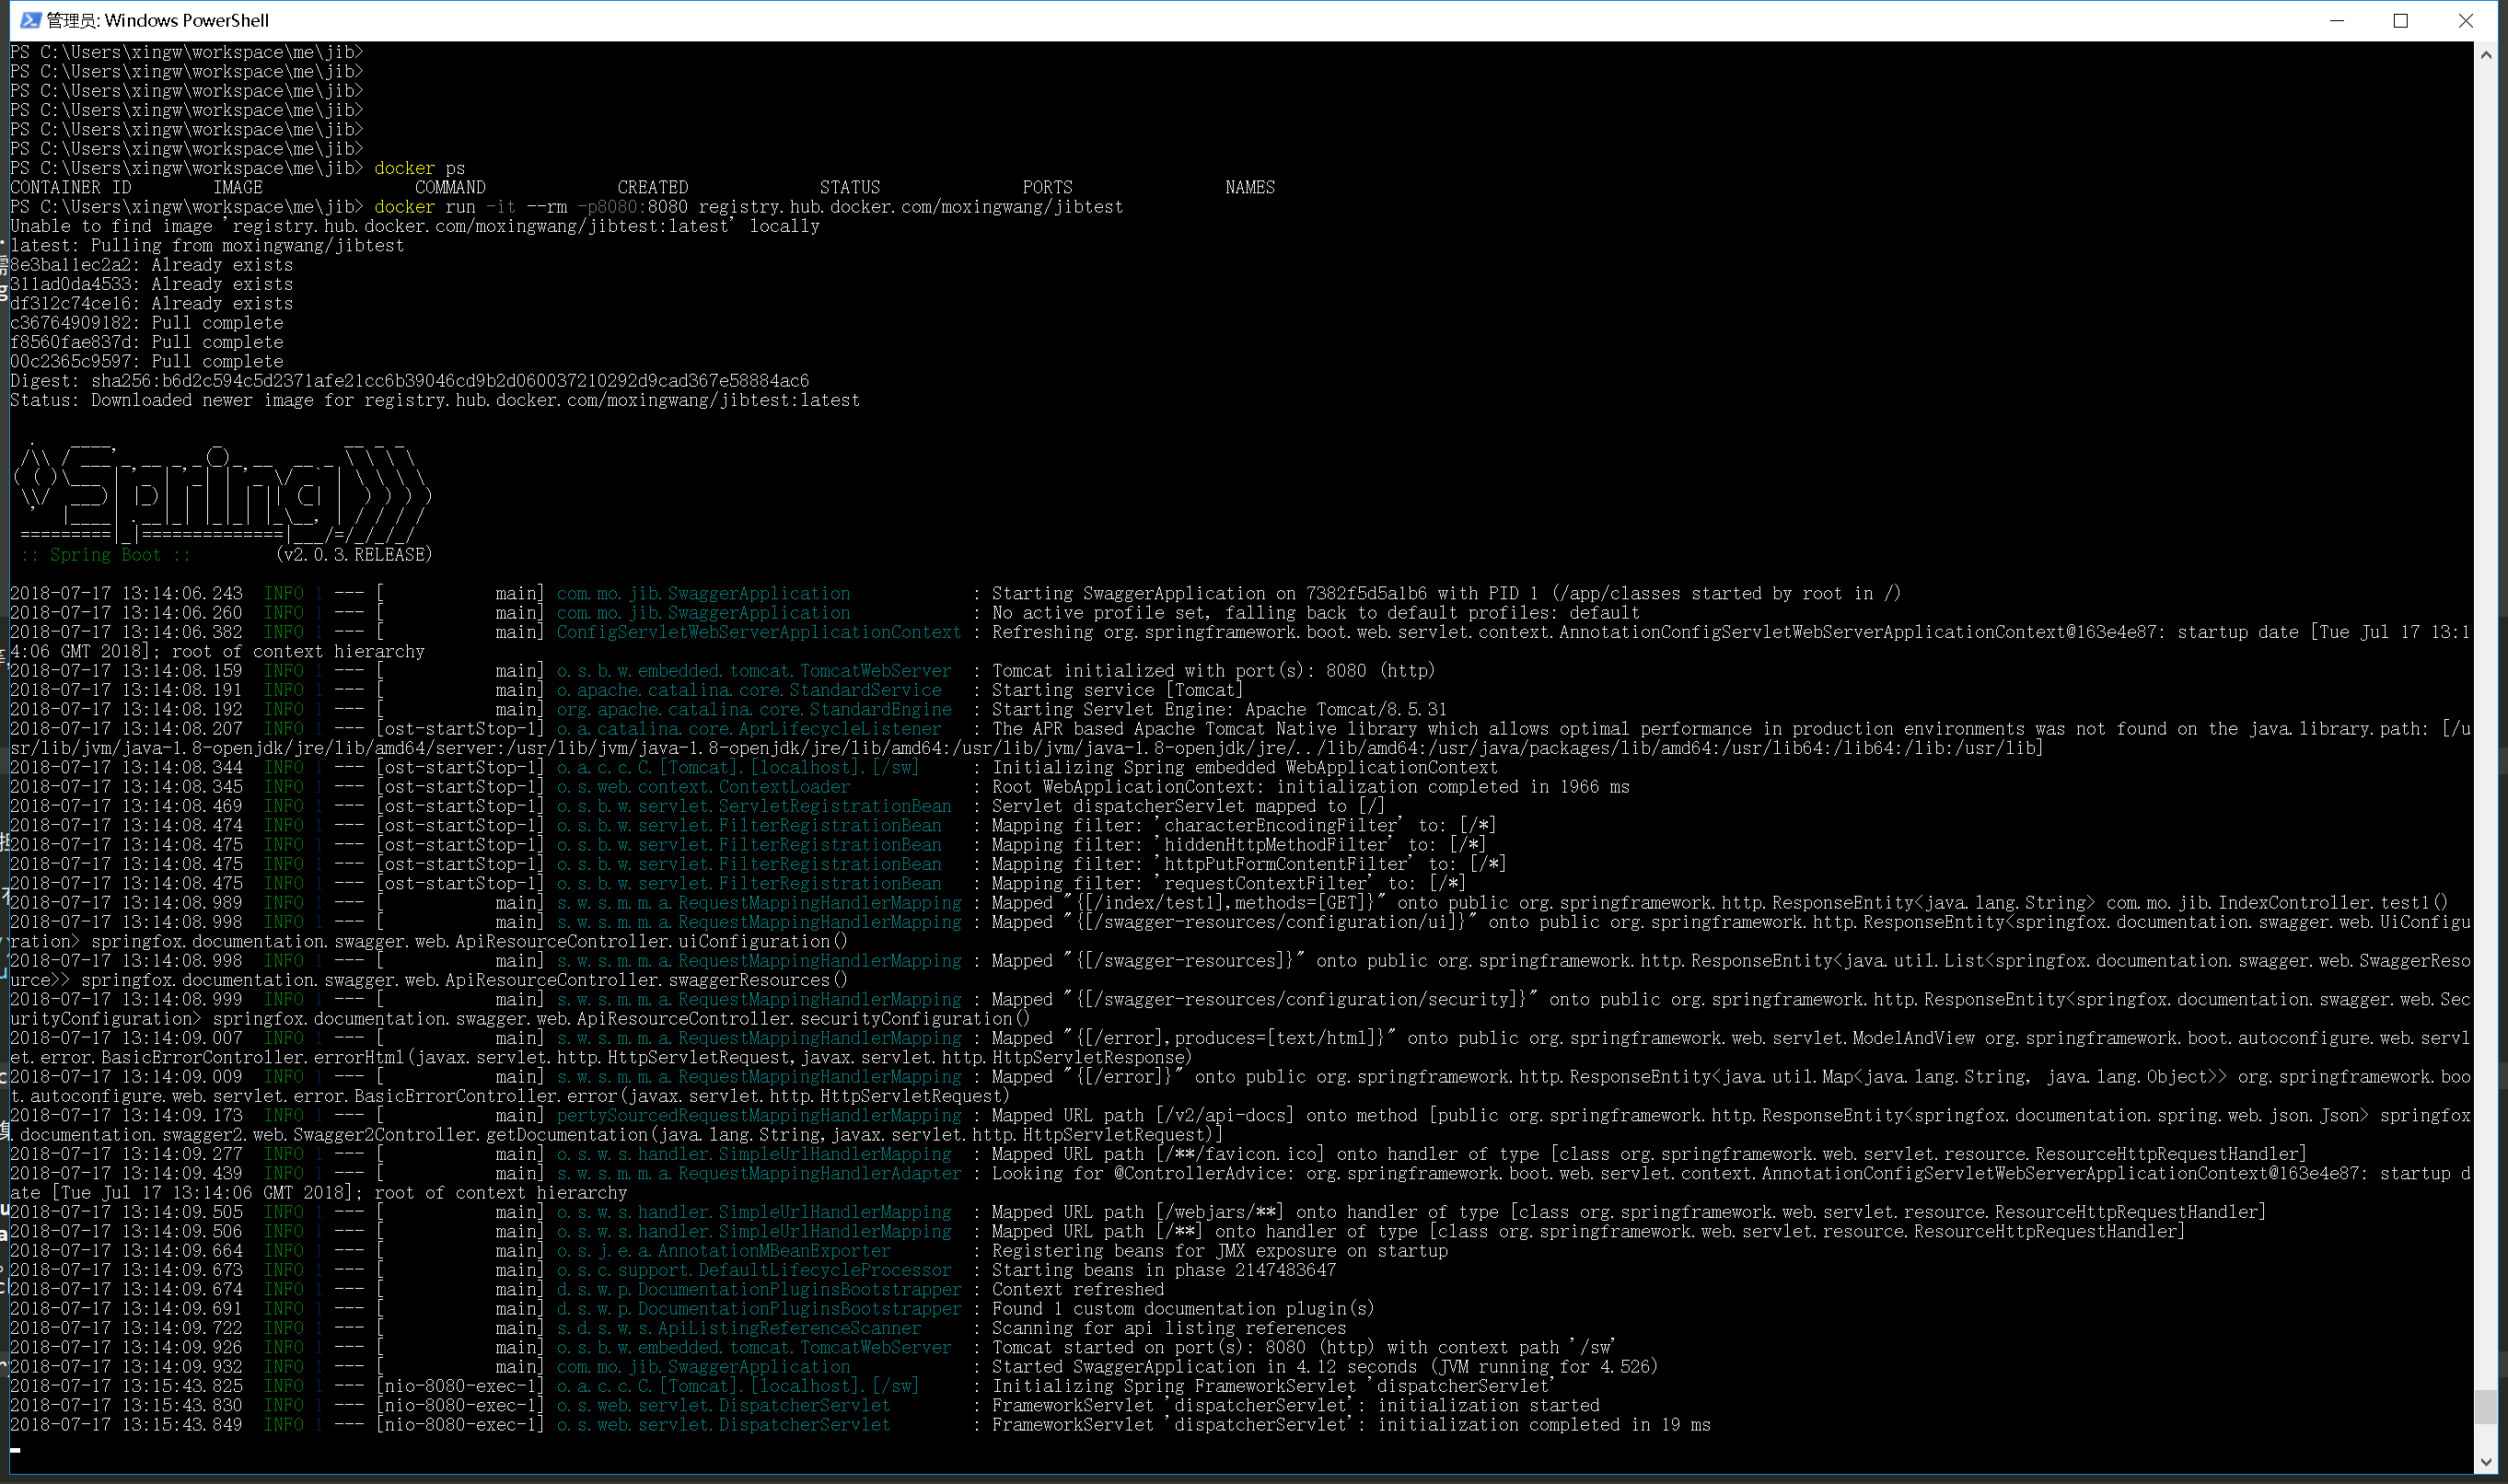 管理员: Windows PowerShell
PS C:\Users\xingw\workspace\me\jib>
PS C:\Users\xingw\workspace\me\jib>
PS C:\Users\xingw\workspace\me\jib>
PS C:\Users\xingw\workspace\me\jib>
PS C:\Users\xingw\workspace\me\jib>
PS C:\Users\xingw\workspace\me\jib>
PS C:\Users\xingw\workspace\me\jib> docker ps
CONTAINER ID        IMAGE               COMMAND             CREATED             STATUS              PORTS               NAMES
PS C:\Users\xingw\workspace\me\jib> docker run -it --rm -p8080:8080 registry.hub.docker.com/moxingwang/jibtest
Unable to find image 'registry.hub.docker.com/moxingwang/jibtest:latest' locally
latest: Pulling from moxingwang/jibtest
8e3ba11ec2a2: Already exists
311ad0da4533: Already exists
df312c74ce16: Already exists
c36764909182: Pull complete
f8560fae837d: Pull complete
00c2365c9597: Pull complete
Digest: sha256:b6d2c594c5d2371afe21cc6b39046cd9b2d060037210292d9cad367e58884ac6
Status: Downloaded newer image for registry.hub.docker.com/moxingwang/jibtest:latest
Spring
:: Spring Boot ::        (v2.0.3.RELEASE)
2018-07-17 13:14:06.243  INFO 1 --- [           main] com.mo.jib.SwaggerApplication            : Starting SwaggerApplication on 7382f5d5a1b6 with PID 1 (/app/classes started by root in /)
2018-07-17 13:14:06.260  INFO 1 --- [           main] com.mo.jib.SwaggerApplication            : No active profile set, falling back to default profiles: default
2018-07-17 13:14:06.382  INFO 1 --- [           main] ConfigServletWebServerApplicationContext : Refreshing org.springframework.boot.web.servlet.context.AnnotationConfigServletWebServerApplicationContext@163e4e87: startup date [Tue Jul 17 13:1
4:06 GMT 2018]; root of context hierarchy
2018-07-17 13:14:08.159  INFO 1 --- [           main] o.s.b.w.embedded.tomcat.TomcatWebServer  : Tomcat initialized with port(s): 8080 (http)
2018-07-17 13:14:08.191  INFO 1 --- [           main] o.apache.catalina.core.StandardService   : Starting service [Tomcat]
2018-07-17 13:14:08.192  INFO 1 --- [           main] org.apache.catalina.core.StandardEngine  : Starting Servlet Engine: Apache Tomcat/8.5.31
2018-07-17 13:14:08.207  INFO 1 --- [ost-startStop-1] o.a.catalina.core.AprLifecycleListener   : The APR based Apache Tomcat Native library which allows optimal performance in production environments was not found on the java.library.path: [/u
sr/lib/jvm/java-1.8-openjdk/jre/lib/amd64/server:/usr/lib/jvm/java-1.8-openjdk/jre/lib/amd64:/usr/lib/jvm/java-1.8-openjdk/jre/../lib/amd64:/usr/java/packages/lib/amd64:/usr/lib64:/lib64:/lib:/usr/lib]
2018-07-17 13:14:08.344  INFO 1 --- [ost-startStop-1] o.a.c.c.C.[Tomcat].[localhost].[/sw]     : Initializing Spring embedded WebApplicationContext
2018-07-17 13:14:08.345  INFO 1 --- [ost-startStop-1] o.s.web.context.ContextLoader            : Root WebApplicationContext: initialization completed in 1966 ms
2018-07-17 13:14:08.469  INFO 1 --- [ost-startStop-1] o.s.b.w.servlet.ServletRegistrationBean  : Servlet dispatcherServlet mapped to [/]
2018-07-17 13:14:08.474  INFO 1 --- [ost-startStop-1] o.s.b.w.servlet.FilterRegistrationBean   : Mapping filter: 'characterEncodingFilter' to: [/*]
2018-07-17 13:14:08.475  INFO 1 --- [ost-startStop-1] o.s.b.w.servlet.FilterRegistrationBean   : Mapping filter: 'hiddenHttpMethodFilter' to: [/*]
2018-07-17 13:14:08.475  INFO 1 --- [ost-startStop-1] o.s.b.w.servlet.FilterRegistrationBean   : Mapping filter: 'httpPutFormContentFilter' to: [/*]
2018-07-17 13:14:08.475  INFO 1 --- [ost-startStop-1] o.s.b.w.servlet.FilterRegistrationBean   : Mapping filter: 'requestContextFilter' to: [/*]
2018-07-17 13:14:08.989  INFO 1 --- [           main] s.w.s.m.m.a.RequestMappingHandlerMapping : Mapped "{[/index/test1],methods=[GET]}" onto public org.springframework.http.ResponseEntity<java.lang.String> com.mo.jib.IndexController.test1()
2018-07-17 13:14:08.998  INFO 1 --- [           main] s.w.s.m.m.a.RequestMappingHandlerMapping : Mapped "{[/swagger-resources/configuration/ui]}" onto public org.springframework.http.ResponseEntity<springfox.documentation.swagger.web.UiConfigu
ration> springfox.documentation.swagger.web.ApiResourceController.uiConfiguration()
2018-07-17 13:14:08.998  INFO 1 --- [           main] s.w.s.m.m.a.RequestMappingHandlerMapping : Mapped "{[/swagger-resources]}" onto public org.springframework.http.ResponseEntity<java.util.List<springfox.documentation.swagger.web.SwaggerReso
urce>> springfox.documentation.swagger.web.ApiResourceController.swaggerResources()
2018-07-17 13:14:08.999  INFO 1 --- [           main] s.w.s.m.m.a.RequestMappingHandlerMapping : Mapped "{[/swagger-resources/configuration/security]}" onto public org.springframework.http.ResponseEntity<springfox.documentation.swagger.web.Sec
urityConfiguration> springfox.documentation.swagger.web.ApiResourceController.securityConfiguration()
2018-07-17 13:14:09.007  INFO 1 --- [           main] s.w.s.m.m.a.RequestMappingHandlerMapping : Mapped "{[/error],produces=[text/html]}" onto public org.springframework.web.servlet.ModelAndView org.springframework.boot.autoconfigure.web.servl
et.error.BasicErrorController.errorHtml(javax.servlet.http.HttpServletRequest,javax.servlet.http.HttpServletResponse)
2018-07-17 13:14:09.009  INFO 1 --- [           main] s.w.s.m.m.a.RequestMappingHandlerMapping : Mapped "{[/error]}" onto public org.springframework.http.ResponseEntity<java.util.Map<java.lang.String, java.lang.Object>> org.springframework.boo
t.autoconfigure.web.servlet.error.BasicErrorController.error(javax.servlet.http.HttpServletRequest)
2018-07-17 13:14:09.173  INFO 1 --- [           main] pertySourcedRequestMappingHandlerMapping : Mapped URL path [/v2/api-docs] onto method [public org.springframework.http.ResponseEntity<springfox.documentation.spring.web.json.Json> springfox
.documentation.swagger2.web.Swagger2Controller.getDocumentation(java.lang.String,javax.servlet.http.HttpServletRequest)]
2018-07-17 13:14:09.277  INFO 1 --- [           main] o.s.w.s.handler.SimpleUrlHandlerMapping  : Mapped URL path [/**/favicon.ico] onto handler of type [class org.springframework.web.servlet.resource.ResourceHttpRequestHandler]
2018-07-17 13:14:09.439  INFO 1 --- [           main] s.w.s.m.m.a.RequestMappingHandlerAdapter : Looking for @ControllerAdvice: org.springframework.boot.web.servlet.context.AnnotationConfigServletWebServerApplicationContext@163e4e87: startup d
ate [Tue Jul 17 13:14:06 GMT 2018]; root of context hierarchy
2018-07-17 13:14:09.505  INFO 1 --- [           main] o.s.w.s.handler.SimpleUrlHandlerMapping  : Mapped URL path [/webjars/**] onto handler of type [class org.springframework.web.servlet.resource.ResourceHttpRequestHandler]
2018-07-17 13:14:09.506  INFO 1 --- [           main] o.s.w.s.handler.SimpleUrlHandlerMapping  : Mapped URL path [/**] onto handler of type [class org.springframework.web.servlet.resource.ResourceHttpRequestHandler]
2018-07-17 13:14:09.664  INFO 1 --- [           main] o.s.j.e.a.AnnotationMBeanExporter        : Registering beans for JMX exposure on startup
2018-07-17 13:14:09.673  INFO 1 --- [           main] o.s.c.support.DefaultLifecycleProcessor  : Starting beans in phase 2147483647
2018-07-17 13:14:09.674  INFO 1 --- [           main] d.s.w.p.DocumentationPluginsBootstrapper : Context refreshed
2018-07-17 13:14:09.691  INFO 1 --- [           main] d.s.w.p.DocumentationPluginsBootstrapper : Found 1 custom documentation plugin(s)
2018-07-17 13:14:09.722  INFO 1 --- [           main] s.d.s.w.s.ApiListingReferenceScanner     : Scanning for api listing references
2018-07-17 13:14:09.926  INFO 1 --- [           main] o.s.b.w.embedded.tomcat.TomcatWebServer  : Tomcat started on port(s): 8080 (http) with context path '/sw'
2018-07-17 13:14:09.932  INFO 1 --- [           main] com.mo.jib.SwaggerApplication            : Started SwaggerApplication in 4.12 seconds (JVM running for 4.526)
2018-07-17 13:15:43.825  INFO 1 --- [nio-8080-exec-1] o.a.c.c.C.[Tomcat].[localhost].[/sw]     : Initializing Spring FrameworkServlet 'dispatcherServlet'
2018-07-17 13:15:43.830  INFO 1 --- [nio-8080-exec-1] o.s.web.servlet.DispatcherServlet        : FrameworkServlet 'dispatcherServlet': initialization started
2018-07-17 13:15:43.849  INFO 1 --- [nio-8080-exec-1] o.s.web.servlet.DispatcherServlet        : FrameworkServlet 'dispatcherServlet': initialization completed in 19 ms